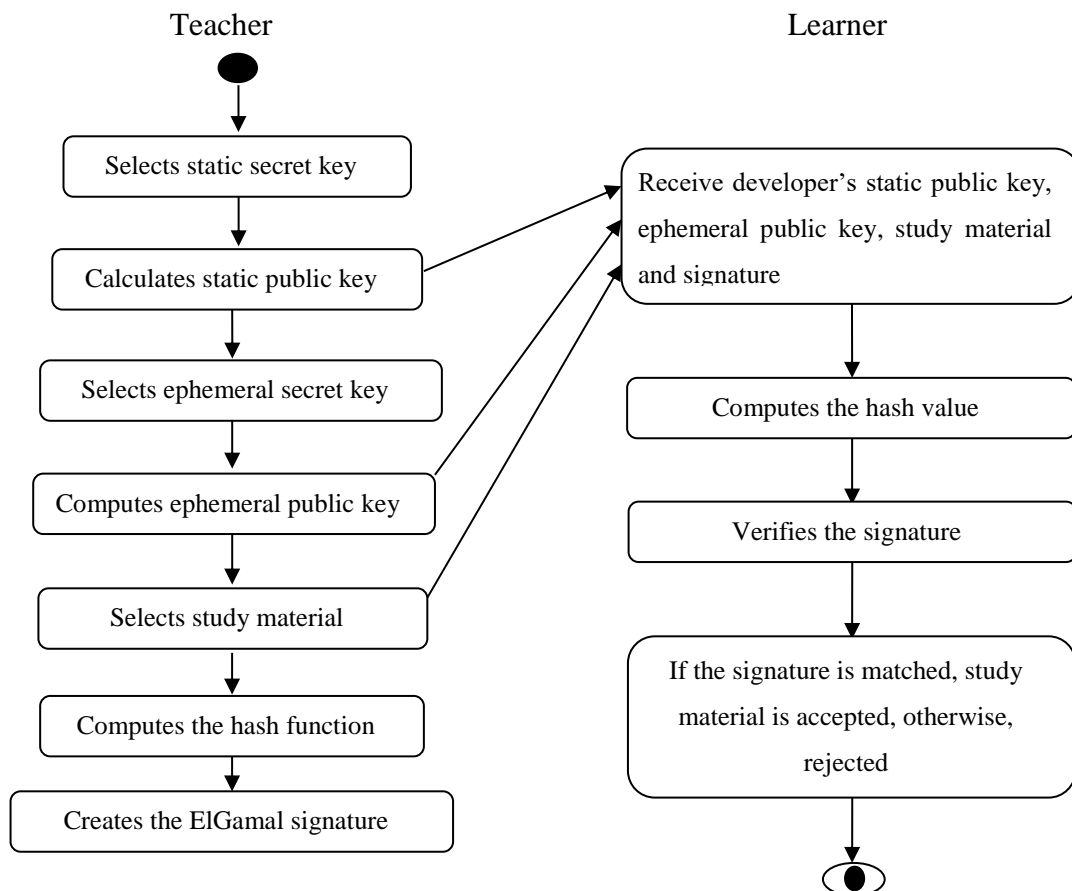 Teacher
Selects static secret key
Calculates static public key
Selects ephemeral secret key
Computes ephemeral public key
Selects study material
Computes the hash function
Creates the ElGamal signature
Learner
Receive developer’s static public key,
ephemeral public key, study material
and signature
Computes the hash value
Verifies the signature
If the signature is matched, study
material is accepted, otherwise,
rejected